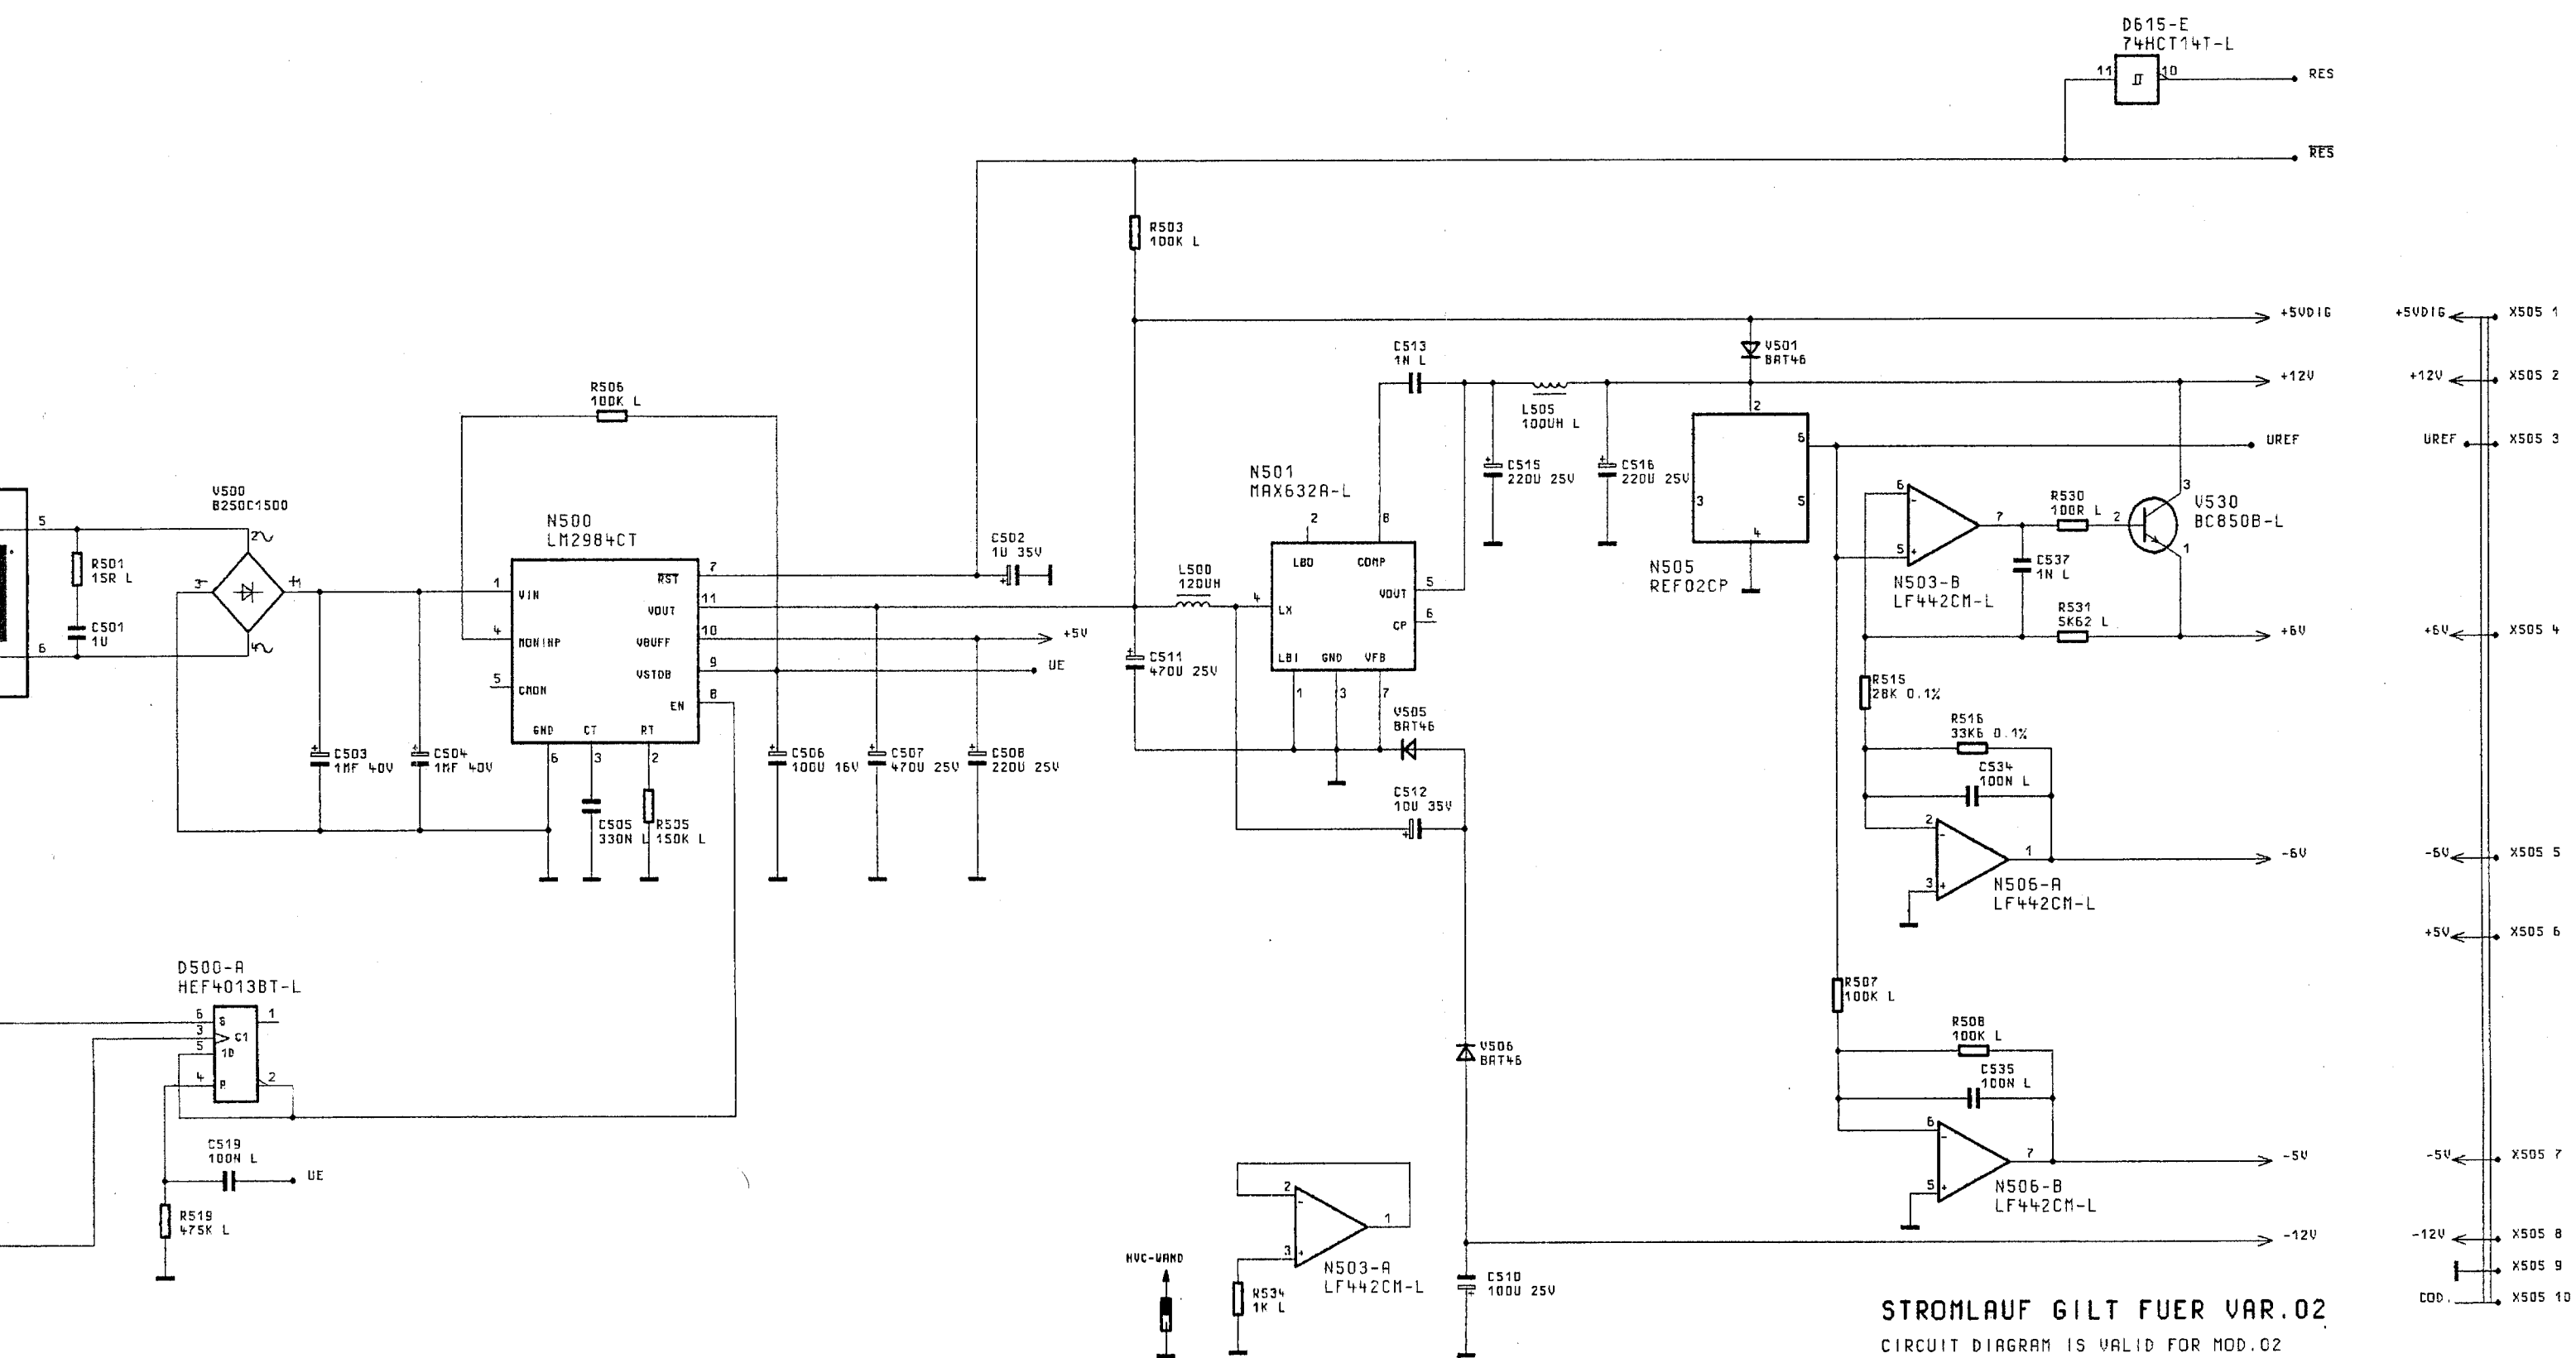 D615-E
74HCT14T-L
11
10
RES
RES
R503
100K L
+5VDIG
+5VDIG
X505 1
V501
BAT46
C513
1N L
+12V
+12V
X505 2
R506
100K L
L505
100UH L
2
6
UREF
UREF
X505 3
C515
220U 25V
C516
220U 25V
N501
MAX632A-L
3
5
4
N505
REF02CP
6
-
5
+
7
N503-B
LF442CM-L
R530
100R L
2
3
1
V530
BC850B-L
C537
1N L
R531
5K62 L
+6V
+6V
X505 4
V500
B250C1500
5
6
R501
15R L
C501
1U
2
3
-
+
1
4
N500
LM2984CT
1
VIN
4
MONINP
5
CMON
RST
7
VOUT
11
VBUFF
10
VSTDB
9
EN
8
GND
CT
RT
6
3
2
C502
1U 35V
+5V
UE
L500
120UH
C511
470U 25V
2
8
LBO
COMP
4
LX
VOUT
5
CP
6
LBI
GND
VFB
1
3
7
V505
BAT46
R515
28K 0.1%
R516
33K6 0.1%
C534
100N L
C503
1MF 40V
C504
1MF 40V
C505
330N L
R505
150K L
C506
100U 16V
C507
470U 25V
C508
220U 25V
C512
10U 35V
2
-
3
+
1
N506-A
LF442CM-L
-6V
-6V
X505 5
+5V
X505 6
D500-A
HEF4013BT-L
6
S
1
3
C1
5
1D
4
R
2
R507
100K L
R508
100K L
C535
100N L
V506
BAT46
C519
100N L
UE
R519
475K L
6
-
5
+
7
N506-B
LF442CM-L
-5V
-5V
X505 7
2
-
3
+
1
N503-A
LF442CM-L
R534
1K L
HVC-WAND
-12V
-12V
X505 8
X505 9
C510
100U 25V
COD.
X505 10
STROMLAUF GILT FUER VAR.02
CIRCUIT DIAGRAM IS VALID FOR MOD.02